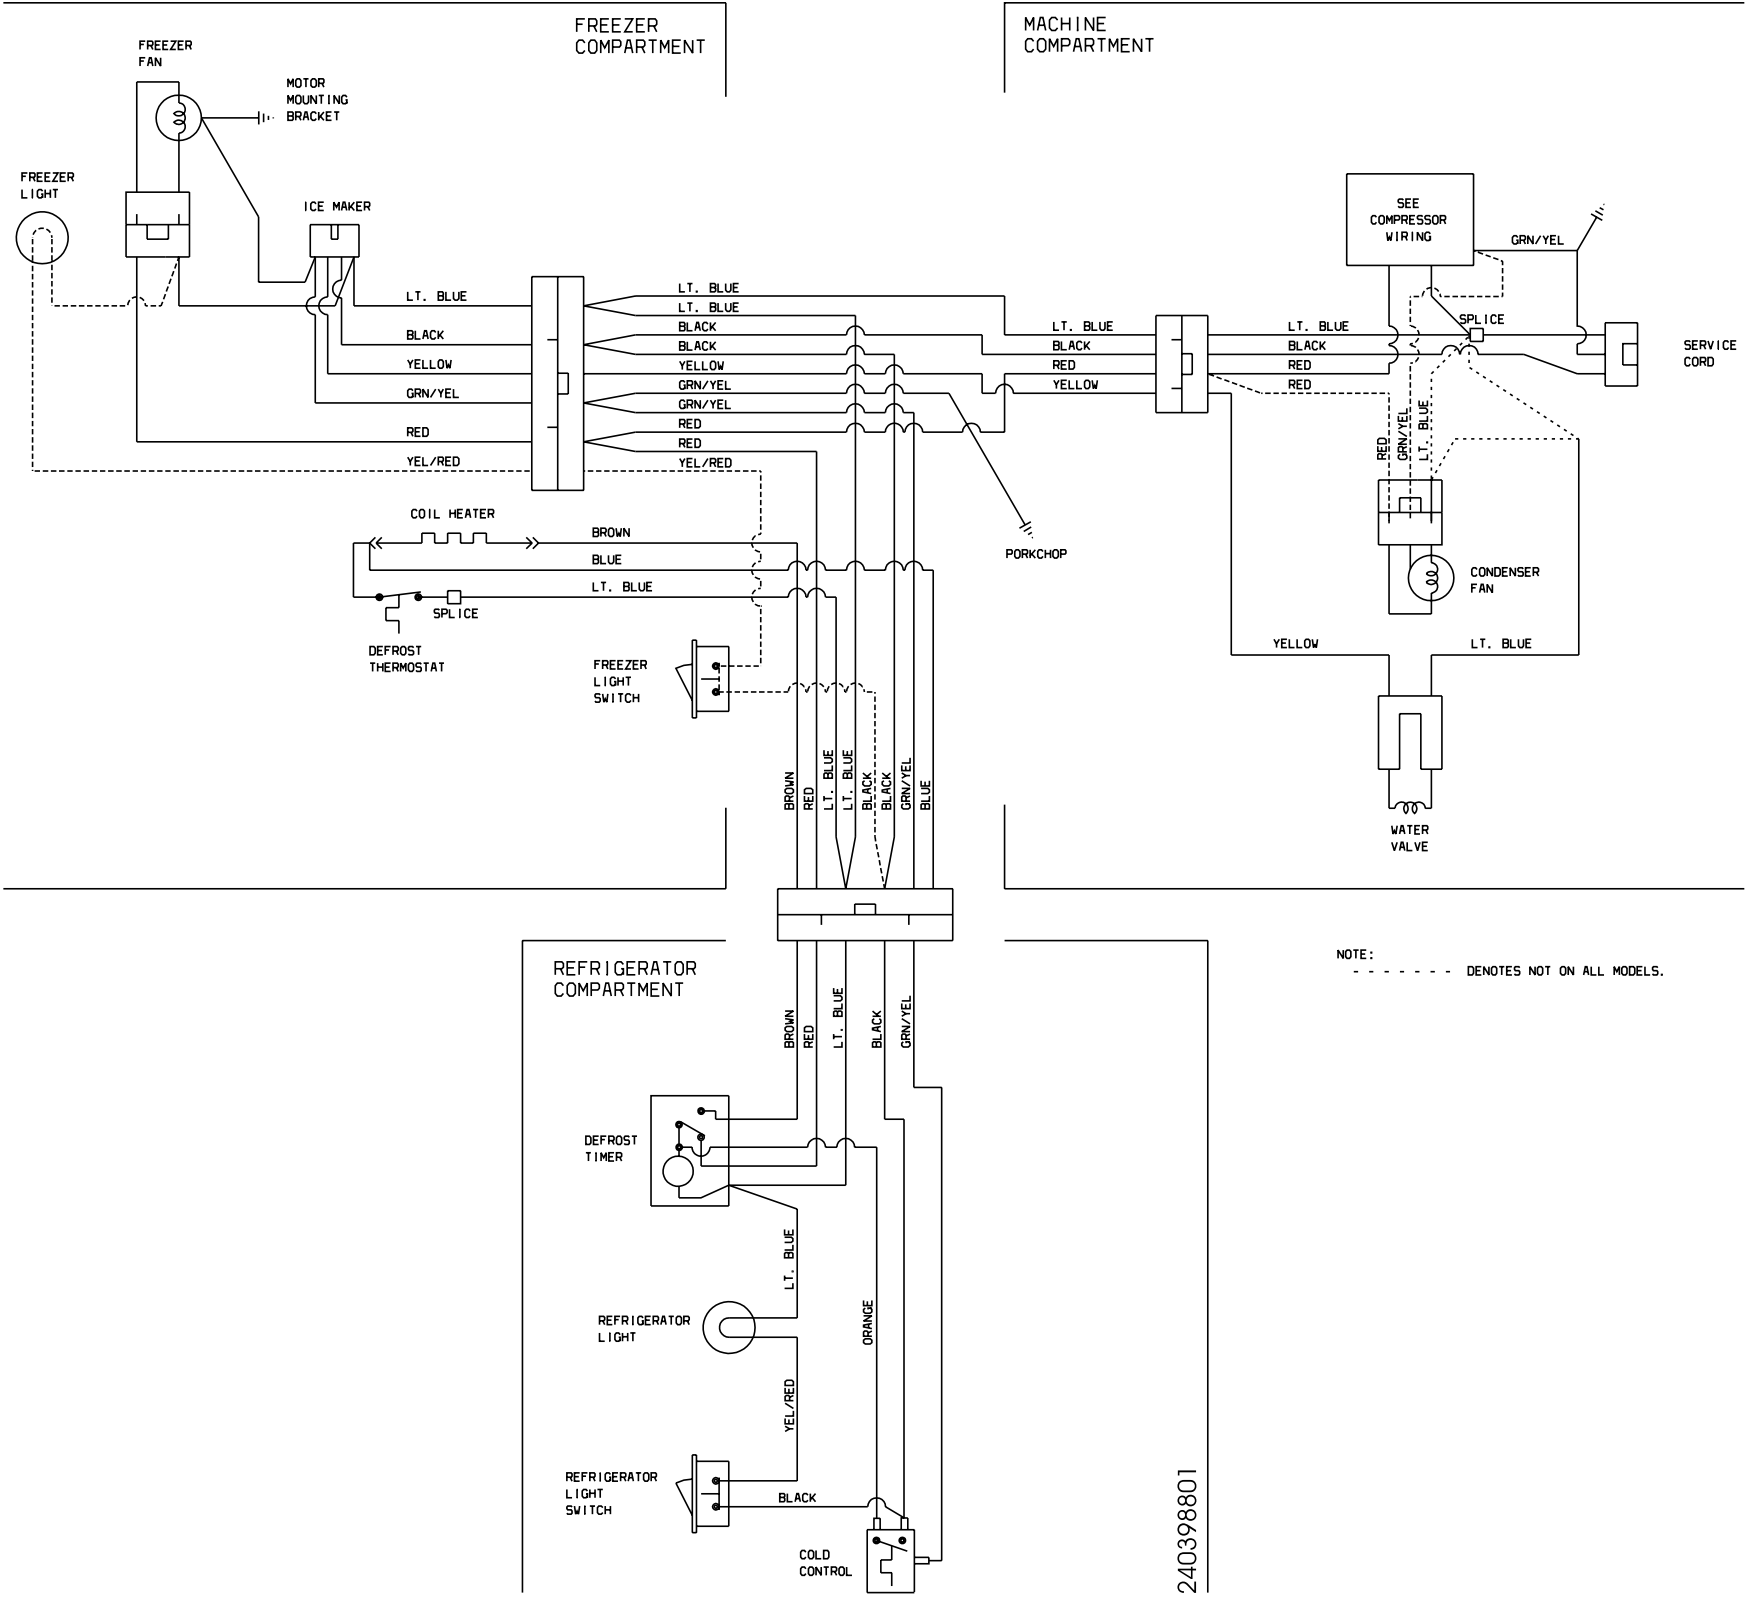 FREEZER
COMPARTMENT
MACHINE
COMPARTMENT
FREEZER
FAN
MOTOR
MOUNTING
BRACKET
FREEZER
LIGHT
ICE MAKER
LT. BLUE
BLACK
YELLOW
GRN/YEL
RED
YEL/RED
LT. BLUE
LT. BLUE
BLACK
BLACK
YELLOW
GRN/YEL
GRN/YEL
RED
RED
YEL/RED
LT. BLUE
BLACK
RED
YELLOW
SEE
COMPRESSOR
WIRING
GRN/YEL
SPLICE
LT. BLUE
BLACK
RED
RED
SERVICE
CORD
RED
GRN/YEL
LT. BLUE
CONDENSER
FAN
YELLOW
LT. BLUE
WATER
VALVE
PORKCHOP
COIL HEATER
BROWN
BLUE
LT. BLUE
SPLICE
DEFROST
THERMOSTAT
FREEZER
LIGHT
SWITCH
BROWN
RED
LT. BLUE
LT. BLUE
BLACK
BLACK
GRN/YEL
BLUE
REFRIGERATOR
COMPARTMENT
NOTE:
- - - - - - - DENOTES NOT ON ALL MODELS.
BROWN
RED
LT. BLUE
BLACK
GRN/YEL
DEFROST
TIMER
LT. BLUE
ORANGE
REFRIGERATOR
LIGHT
YEL/RED
REFRIGERATOR
LIGHT
SWITCH
BLACK
COLD
CONTROL
240398801